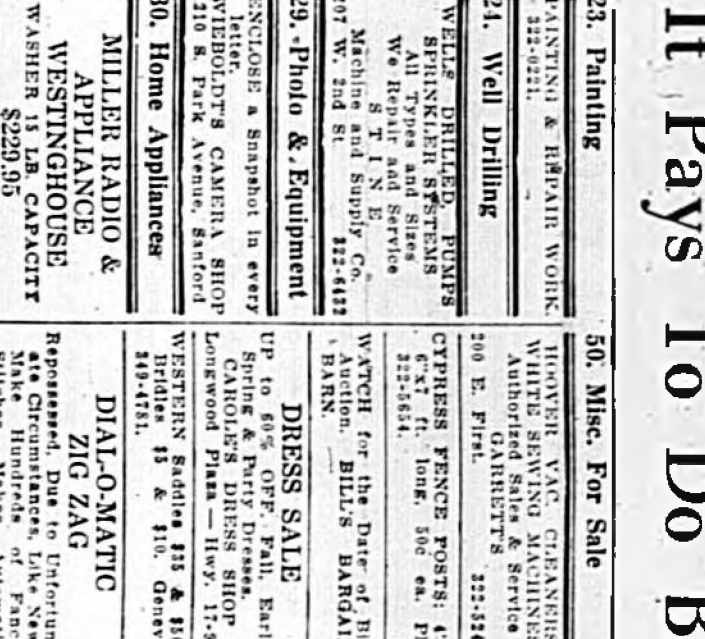 It Pays To Do B
23. Painting
PAINTING & REPAIR WORK.
322-0221.
24. Well Drilling
WELLS DRILLED, PUMPS
SPRINKLER SYSTEMS
All Types and Sizes
We Repair and Service
STINE
Machine and Supply Co.
207 W. 2nd St. 322-6432
29. Photo & Equipment
ENCLOSE a Snapshot in every
letter.
WIEBOLDT'S CAMERA SHOP
210 S. Park Avenue, Sanford
30. Home Appliances
MILLER RADIO &
APPLIANCE
WESTINGHOUSE
WASHER 15 LB. CAPACITY
$229.95
50. Misc. For Sale
HOOVER VAC. CLEANERS
WHITE SEWING MACHINES
Authorized Sales & Service
GARRETT'S
200 E. First.
CYPRESS FENCE POSTS;
6"x7 ft. long, 50c ea.
322-5654.
WATCH for the Date of
Auction. BILL'S
BARN.
DRESS SALE
UP to 60% OFF. Fall,
Spring & Party Dresses.
CAROLE'S DRESS SHOP
Longwood Plaza — Hwy.
WESTERN Saddles $35 &
Bridles $5 & $10.
349-4781.
DIAL-O-MATIC
ZIG ZAG
Repossessed. Due to Unfortun
ate Circumstances, Like New
Make Hundreds of